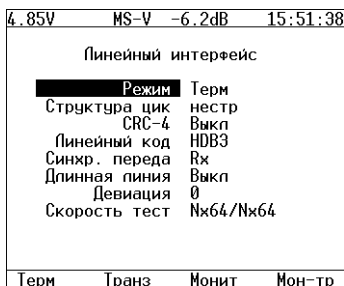 4.85V MS-V -6.2dB 15:51:38
Линейный интерфейс
Режим Терм
Структура цик нестр
CRC-4 Выкл
Линейный код HDB3
Синхр. переда Rx
Длинная линия Выкл
Девиация 0
Скорость тест Nx64/Nx64
Терм Транз Монит Мон-тр